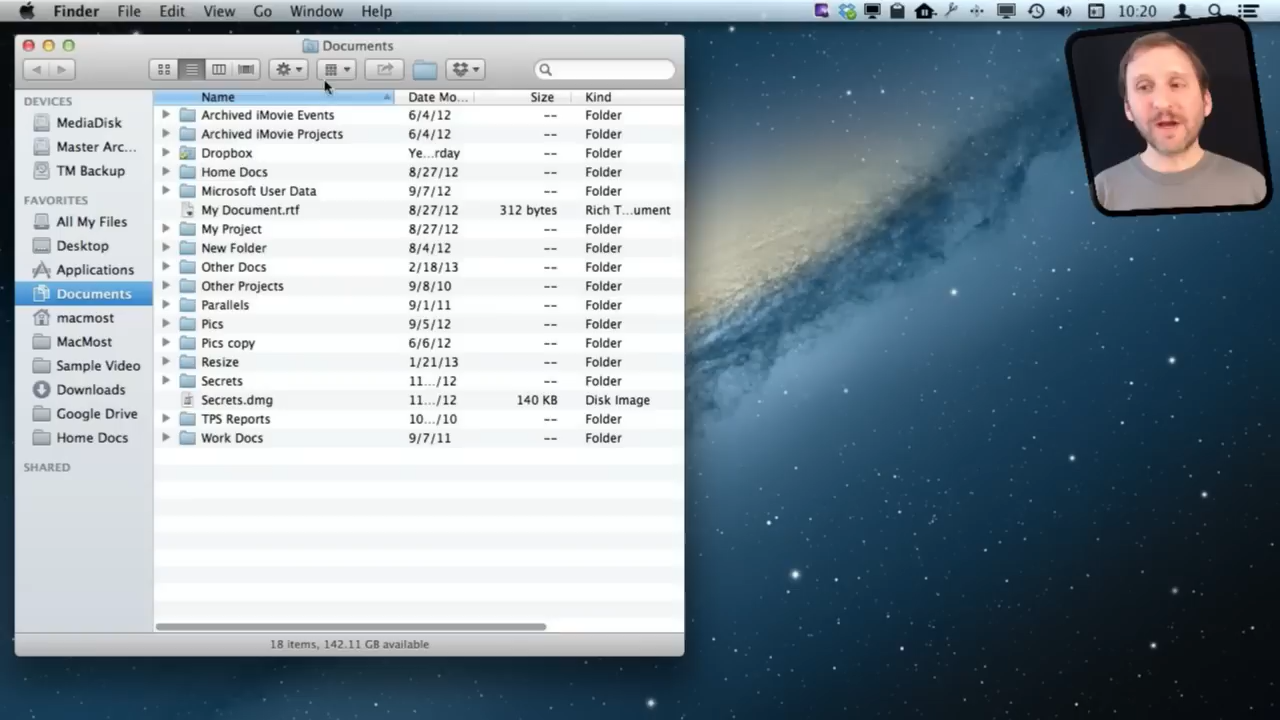 Finder File Edit View Go Window Help 10:20
Documents
DEVICES
MediaDisk
Master Arc...
TM Backup
FAVORITES
All My Files
Desktop
Applications
Documents
macmost
MacMost
Sample Video
Downloads
Google Drive
Home Docs
SHARED
Name Date Mo... Size Kind
Archived iMovie Events 6/4/12 -- Folder
Archived iMovie Projects 6/4/12 -- Folder
Dropbox Ye...rday -- Folder
Home Docs 8/27/12 -- Folder
Microsoft User Data 9/7/12 -- Folder
My Document.rtf 8/27/12 312 bytes Rich T...ument
My Project 8/27/12 -- Folder
New Folder 8/4/12 -- Folder
Other Docs 2/18/13 -- Folder
Other Projects 9/8/10 -- Folder
Parallels 9/1/11 -- Folder
Pics 9/5/12 -- Folder
Pics copy 6/6/12 -- Folder
Resize 1/21/13 -- Folder
Secrets 11.../12 -- Folder
Secrets.dmg 11.../12 140 KB Disk Image
TPS Reports 10.../10 -- Folder
Work Docs 9/7/11 -- Folder
18 items, 142.11 GB available